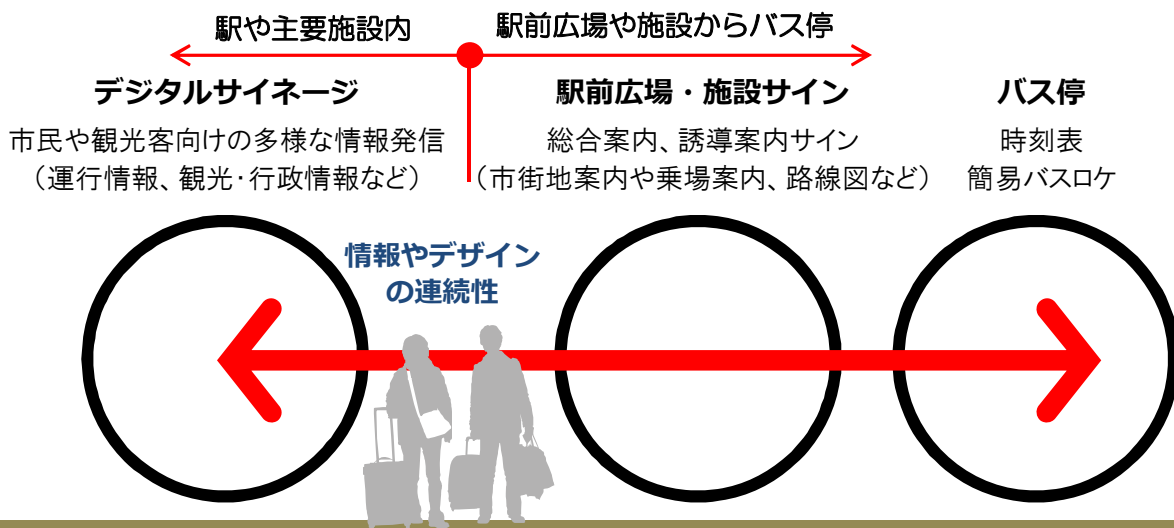 駅や主要施設内
駅前広場や施設からバス停
デジタルサイネージ
市民や観光客向けの多様な情報発信
（運行情報、観光・行政情報など）
駅前広場・施設サイン
総合案内、誘導案内サイン
（市街地案内や乗場案内、路線図など）
バス停
時刻表
簡易バスロケ
情報やデザイン
の連続性